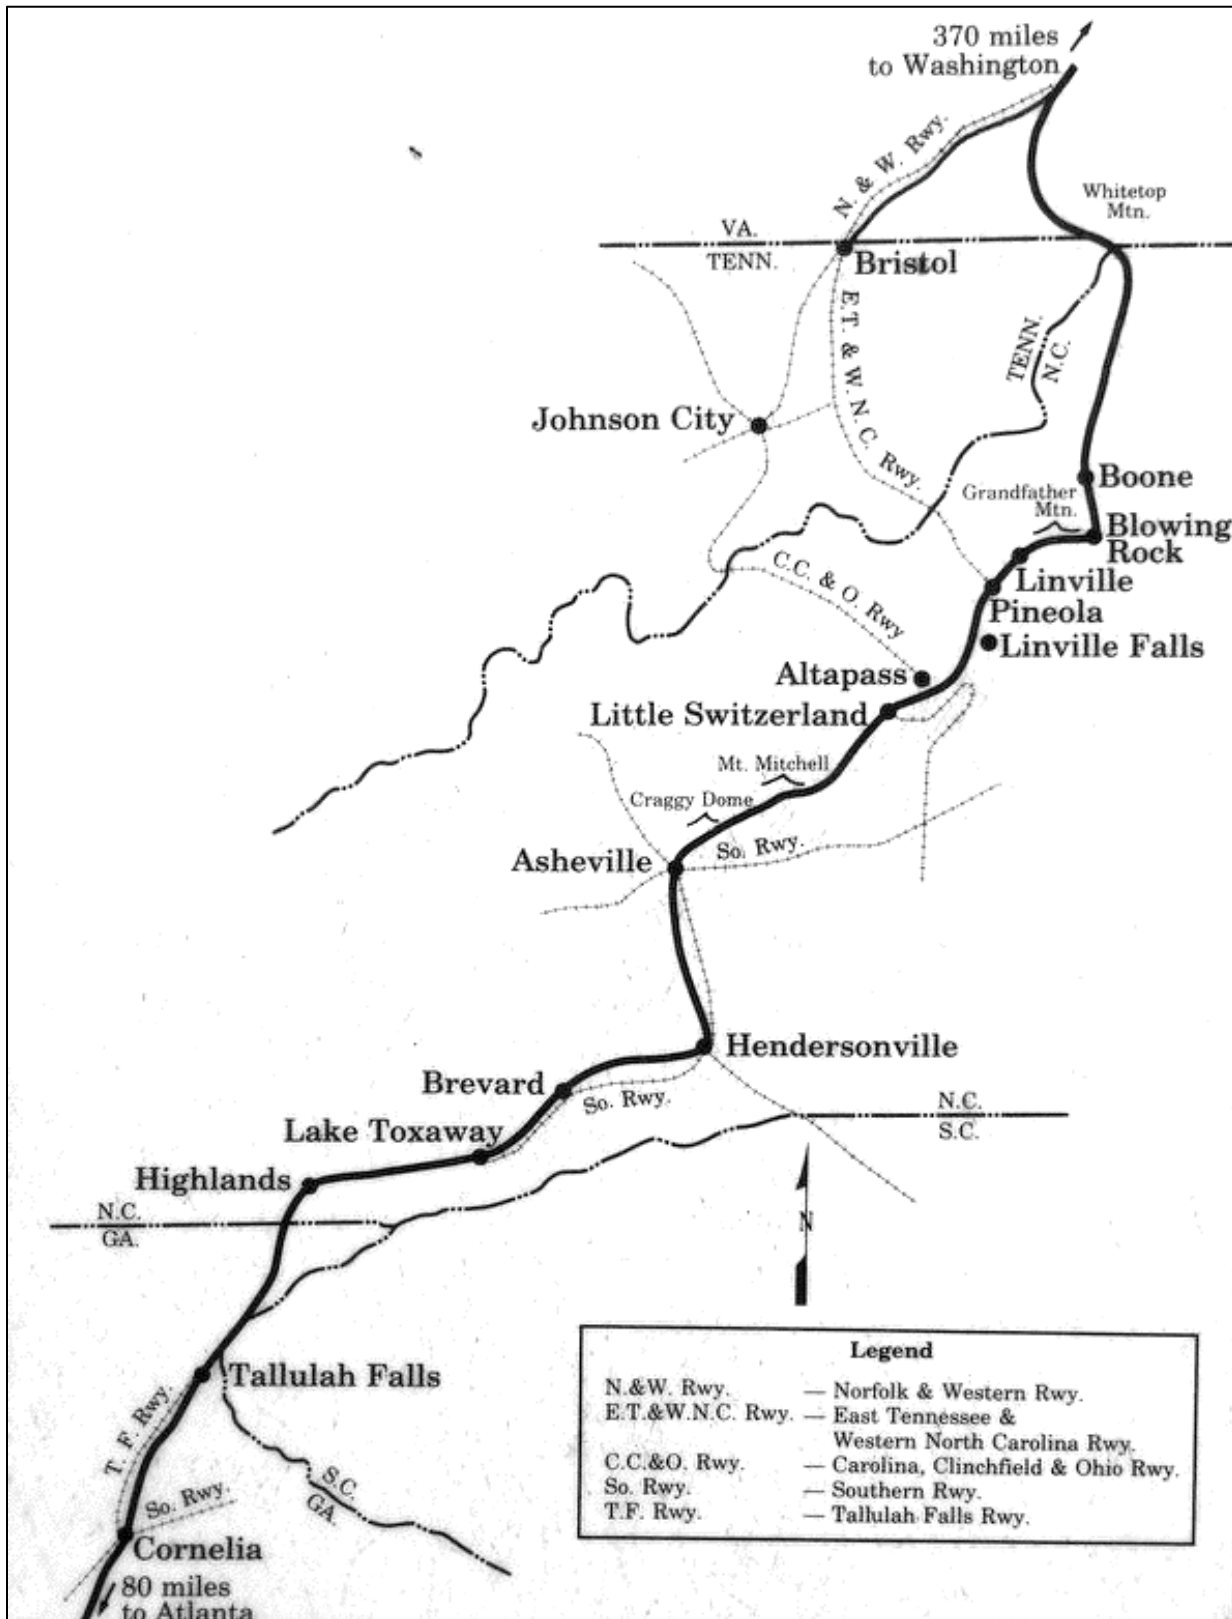 370 miles
to Washington
N. & W. Rwy.
Whitetop
Mtn.
VA.
TENN.
Bristol
E.T. & W. N. C. Rwy.
TENN.
N.C.
Johnson City
Boone
Grandfather
Mtn.
Blowing
Rock
C.C. & O. Rwy
Linville
Pineola
Linville Falls
Altapass
Little Switzerland
Mt. Mitchell
Craggy Dome
So. Rwy.
Asheville
Hendersonville
Brevard
So. Rwy.
N.C.
S.C.
Lake Toxaway
Highlands
N.C.
GA.
N
Tallulah Falls
T. F. Rwy.
S.C.
GA.
So. Rwy.
Cornelia
80 miles
to Atlanta
Legend
N.&W. Rwy. — Norfolk & Western Rwy.
E.T.&W.N.C. Rwy. — East Tennessee &
Western North Carolina Rwy.
C.C.&O. Rwy. — Carolina, Clinchfield & Ohio Rwy.
So. Rwy. — Southern Rwy.
T.F. Rwy. — Tallulah Falls Rwy.